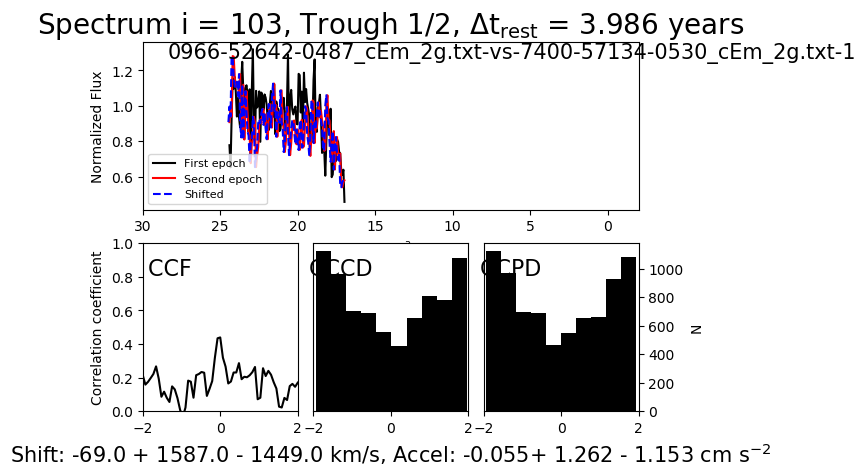 Spectrum i = 103, Trough 1/2, Δt_rest = 3.986 years
0966-52642-0487_cEm_2g.txt-vs-7400-57134-0530_cEm_2g.txt-1
Normalized Flux
1.2
1.0
0.8
0.6
First epoch
Second epoch
Shifted
30 25 20 15 10 5 0
Correlation coefficient
1.0
0.8
0.6
0.4
0.2
0.0
CCF
CCCD
CCPD
1000
800
600
400
200
0
N
−2 0 2 −2 0 2 −2 0 2
Shift: -69.0 + 1587.0 - 1449.0 km/s, Accel: -0.055+ 1.262 - 1.153 cm s⁻²